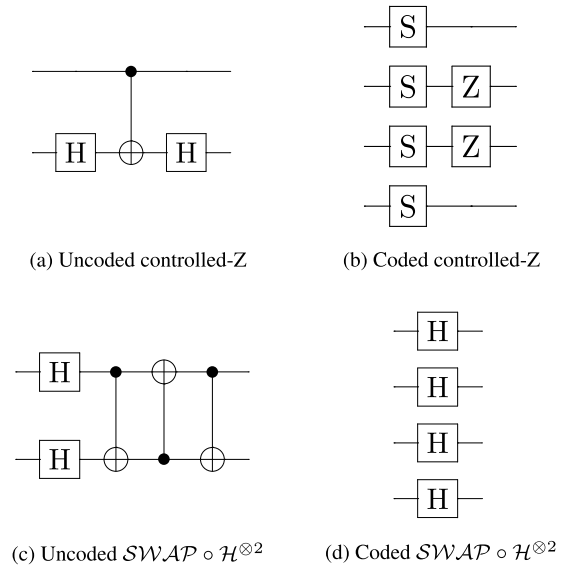 S
S Z
H H
S Z
S
(a) Uncoded controlled-Z
(b) Coded controlled-Z
H
H
H
H
H
H
(c) Uncoded 𝒮𝒲𝒜𝒫 ∘ ℋ⊗2
(d) Coded 𝒮𝒲𝒜𝒫 ∘ ℋ⊗2